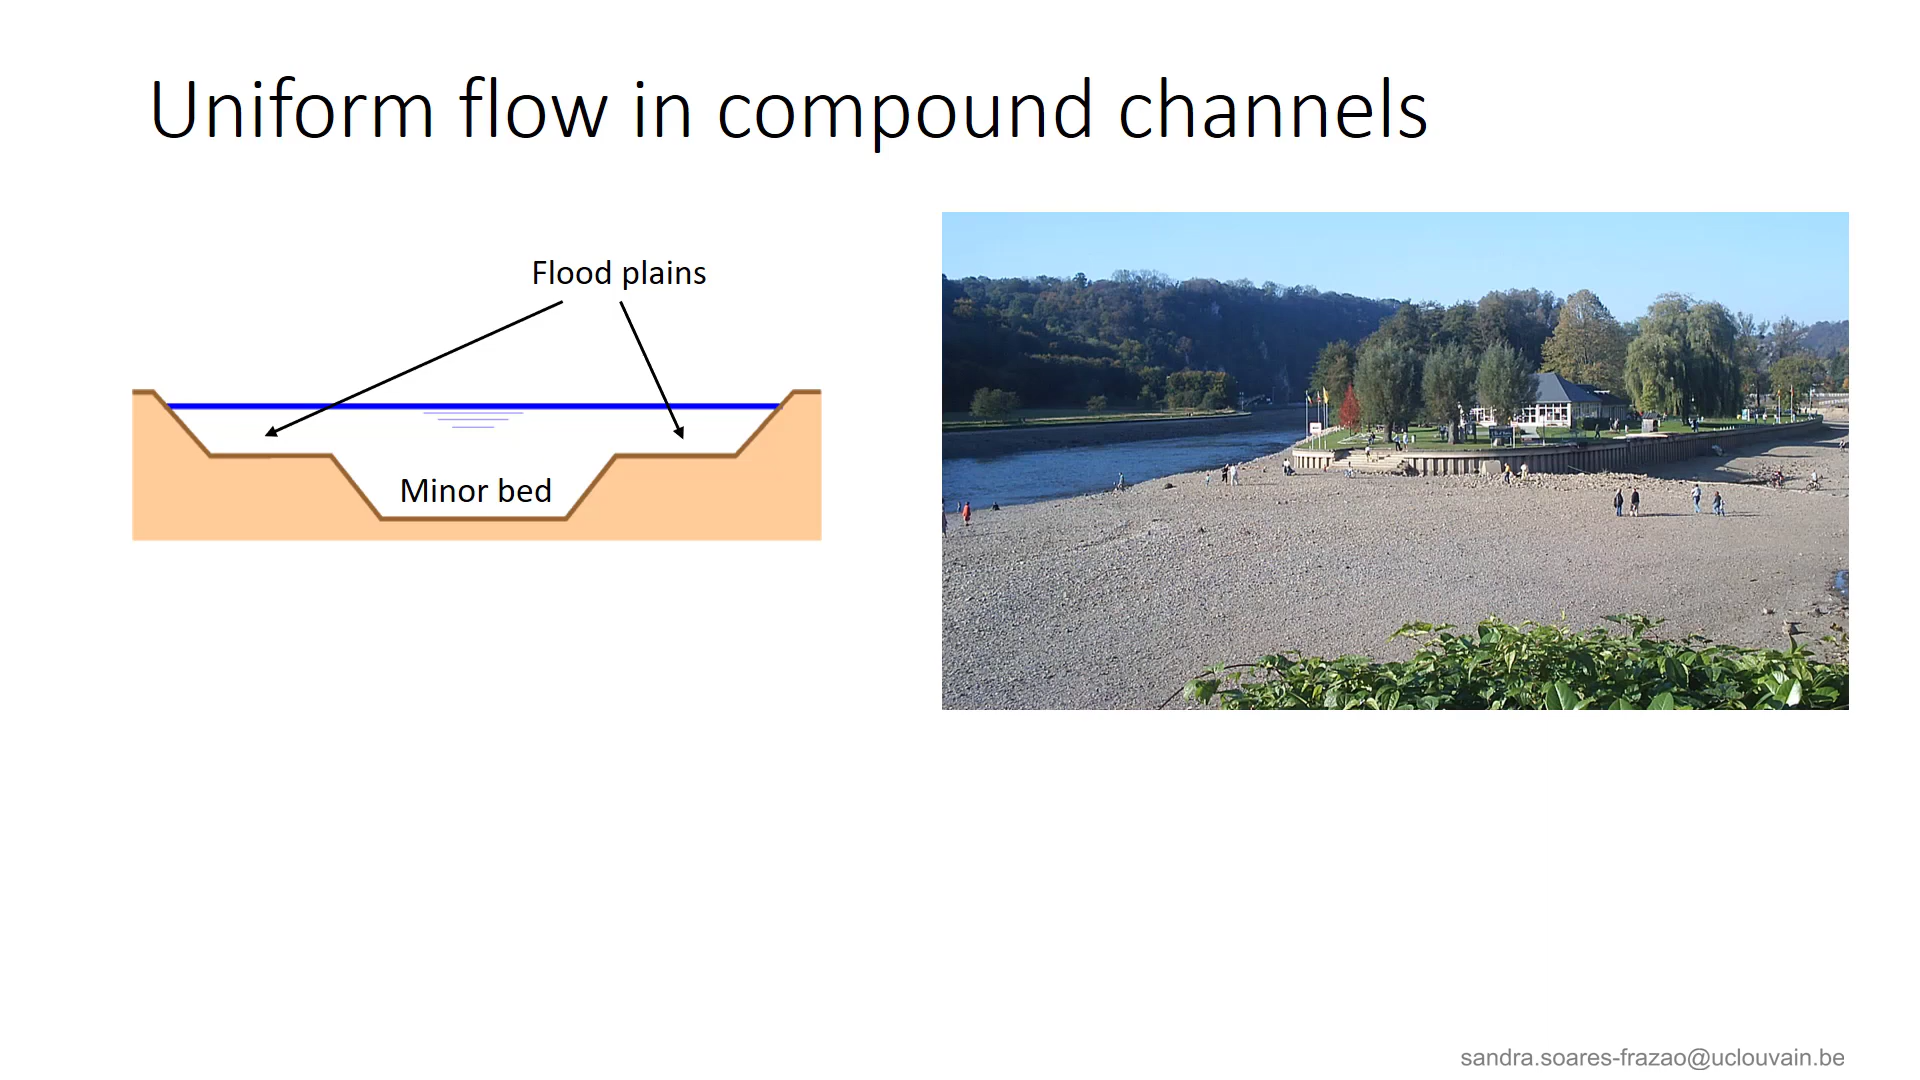 Uniform flow in compound channels
Flood plains
Minor bed
sandra.soares-frazao@uclouvain.be